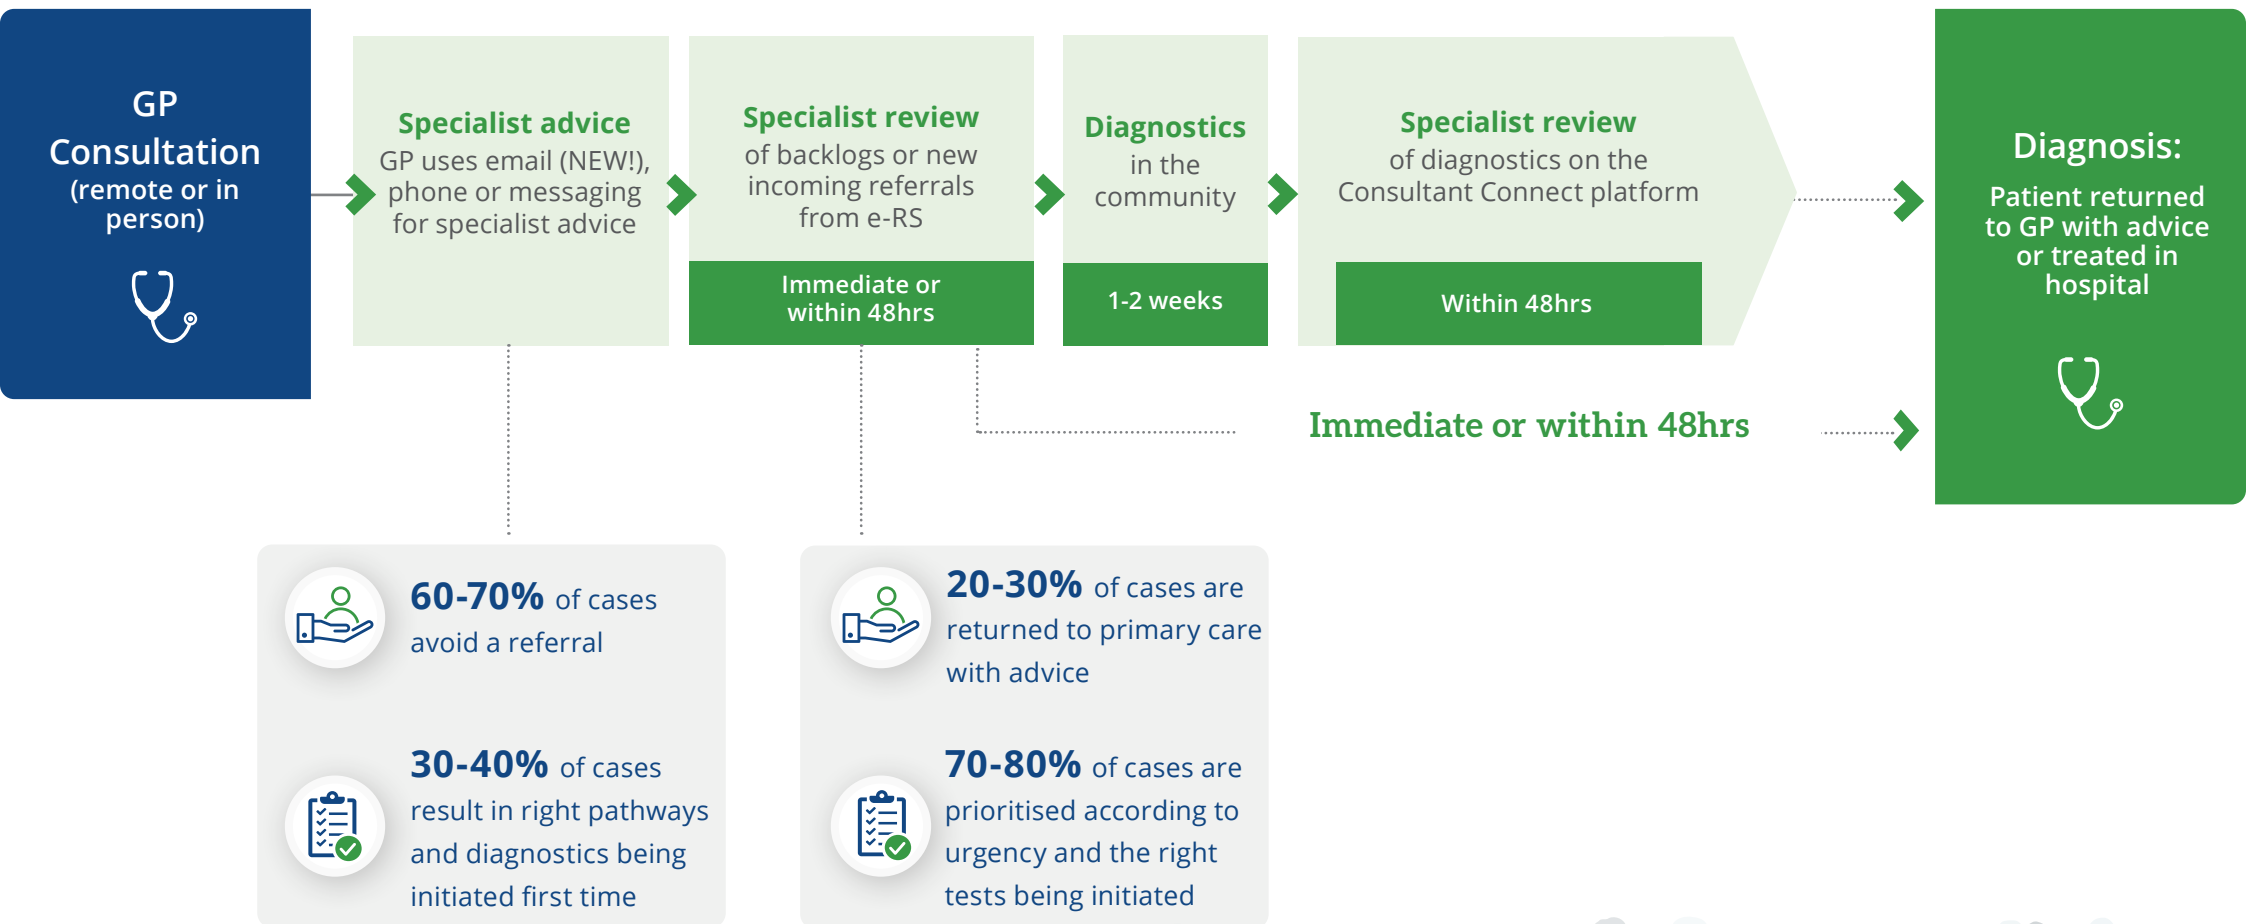 GP
Consultation
(remote or in
person)
Specialist advice
GP uses email (NEW!),
phone or messaging
for specialist advice
Specialist review
of backlogs or new
incoming referrals
from e-RS
Immediate or
within 48hrs
Diagnostics
in the
community
1-2 weeks
Specialist review
of diagnostics on the
Consultant Connect platform
Within 48hrs
Diagnosis:
Patient returned
to GP with advice
or treated in
hospital
Immediate or within 48hrs
60-70% of cases
avoid a referral
30-40% of cases
result in right pathways
and diagnostics being
initiated first time
20-30% of cases are
returned to primary care
with advice
70-80% of cases are
prioritised according to
urgency and the right
tests being initiated